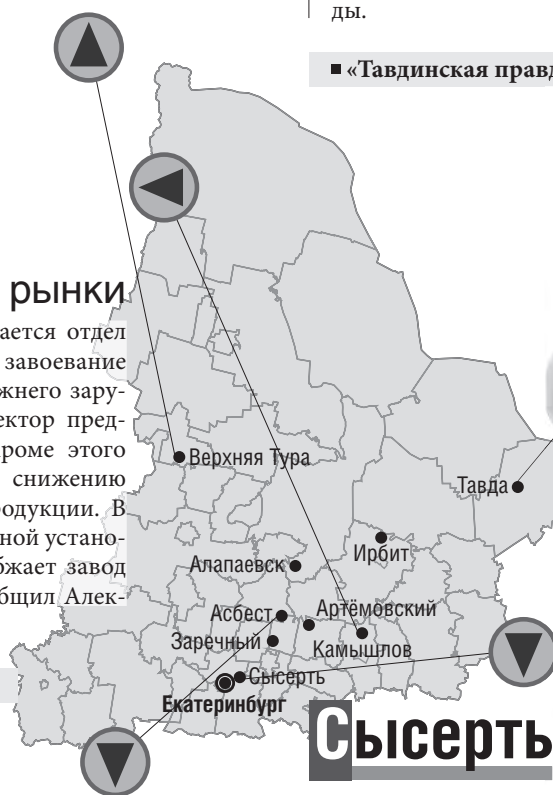 ды.
■ «Тавдинская правд
рынки
ается отдел
завоевание
жнего зару-
ектор пред-
роме этого
снижению
одукции. В
ной устано-
бжает завод
бщил Алек-
Верхняя Тура
Тавда
Ирбит
Алапаевск
Асбест
Артёмовский
Заречный
Камышлов
Сысерть
Екатеринбург
Сысерть